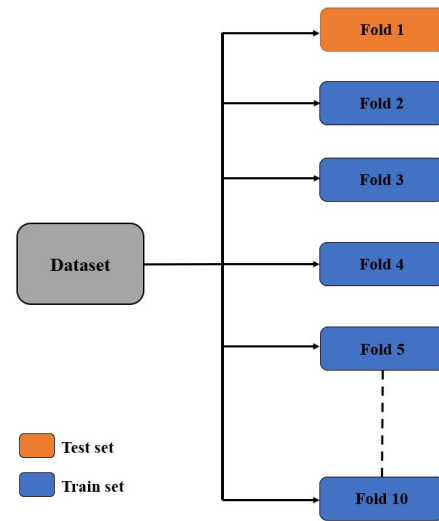 Fold 1
Fold 2
Fold 3
Dataset
Fold 4
Fold 5
Test set
Train set
Fold 10